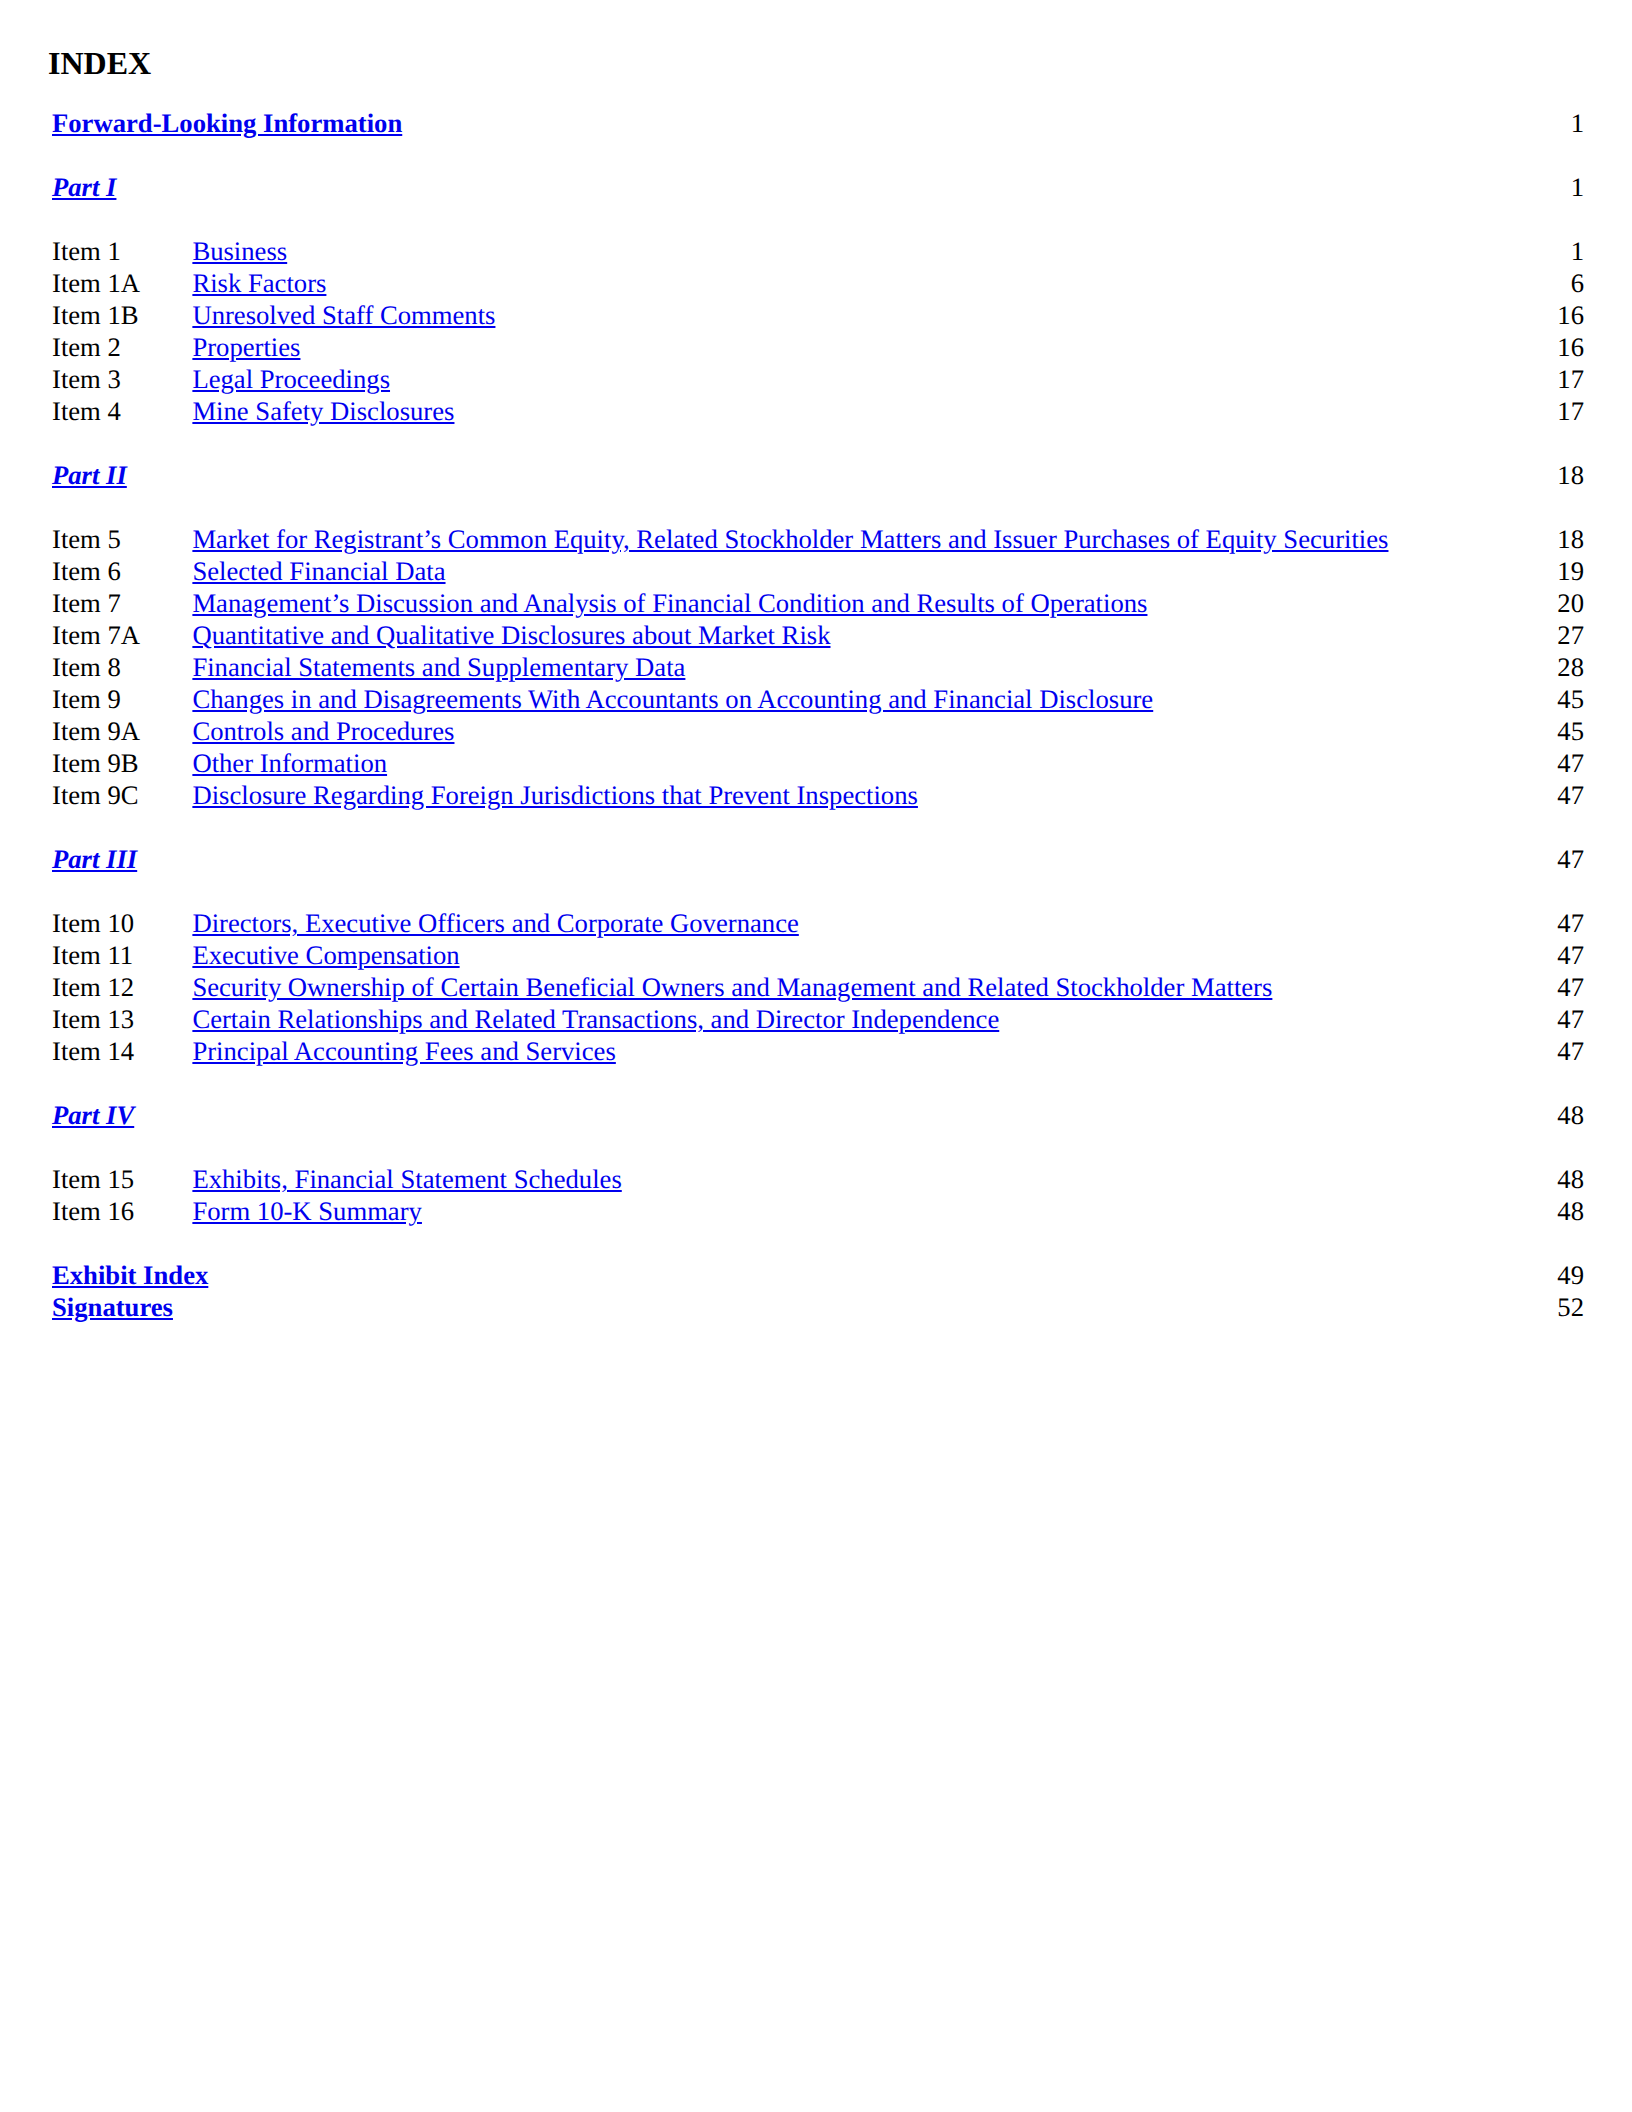 INDEX
Forward-Looking Information 1
Part I 1
Item 1 Business 1
Item 1A Risk Factors 6
Item 1B Unresolved Staff Comments 16
Item 2 Properties 16
Item 3 Legal Proceedings 17
Item 4 Mine Safety Disclosures 17
Part II 18
Item 5 Market for Registrant’s Common Equity, Related Stockholder Matters and Issuer Purchases of Equity Securities 18
Item 6 Selected Financial Data 19
Item 7 Management’s Discussion and Analysis of Financial Condition and Results of Operations 20
Item 7A Quantitative and Qualitative Disclosures about Market Risk 27
Item 8 Financial Statements and Supplementary Data 28
Item 9 Changes in and Disagreements With Accountants on Accounting and Financial Disclosure 45
Item 9A Controls and Procedures 45
Item 9B Other Information 47
Item 9C Disclosure Regarding Foreign Jurisdictions that Prevent Inspections 47
Part III 47
Item 10 Directors, Executive Officers and Corporate Governance 47
Item 11 Executive Compensation 47
Item 12 Security Ownership of Certain Beneficial Owners and Management and Related Stockholder Matters 47
Item 13 Certain Relationships and Related Transactions, and Director Independence 47
Item 14 Principal Accounting Fees and Services 47
Part IV 48
Item 15 Exhibits, Financial Statement Schedules 48
Item 16 Form 10-K Summary 48
Exhibit Index 49
Signatures 52